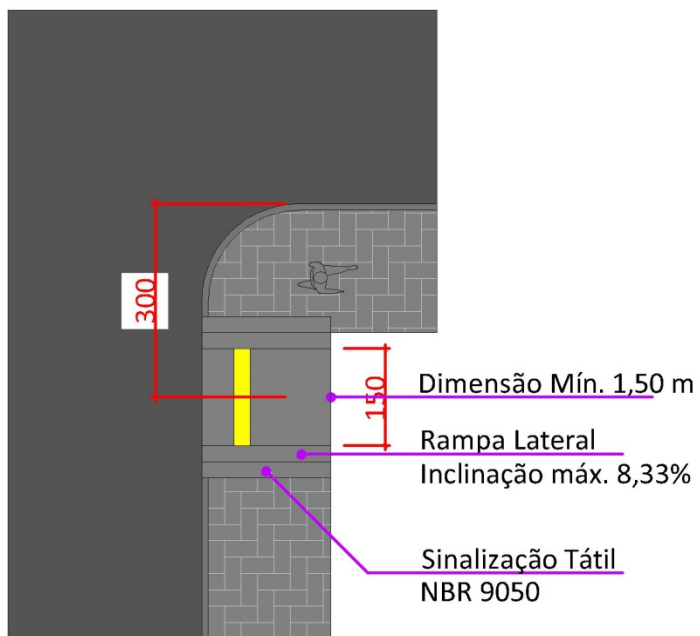 300
150
Dimensão Mín. 1,50 m
Rampa Lateral
Inclinação máx. 8,33%
Sinalização Tátil
NBR 9050